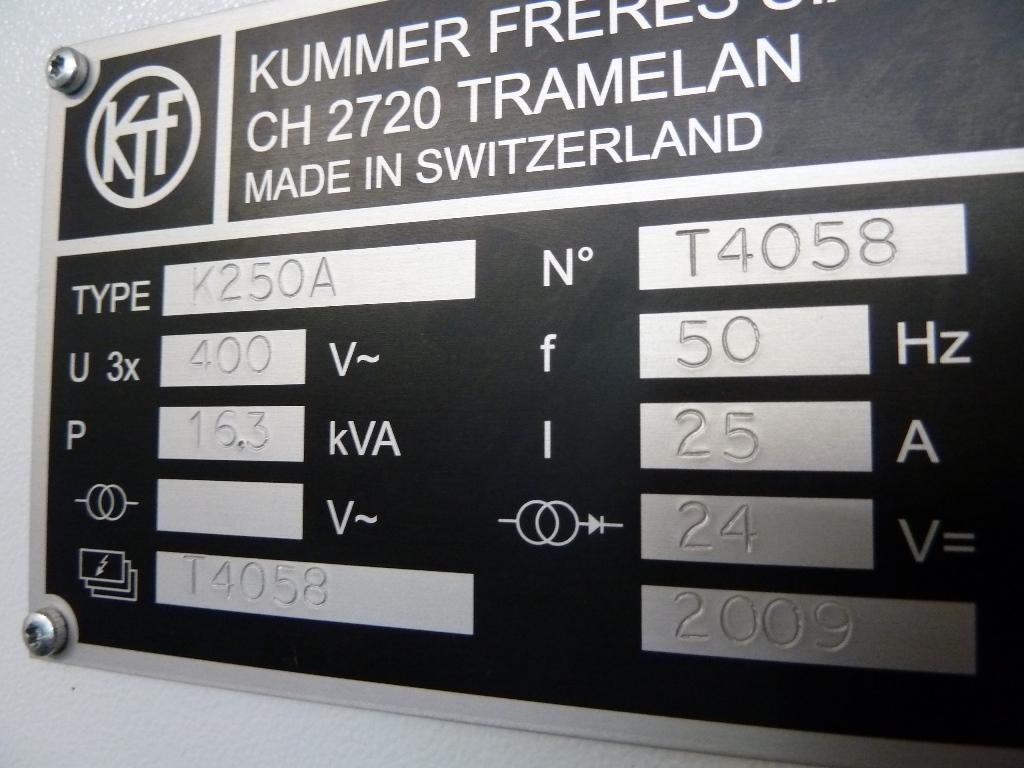 KTF
KUMMER FRERES
CH 2720 TRAMELAN
MADE IN SWITZERLAND
TYPE K250A N° T4058
U 3x 400 V~ f 50 Hz
P 16.3 kVA I 25 A
V~ 24 V=
T4058 2009